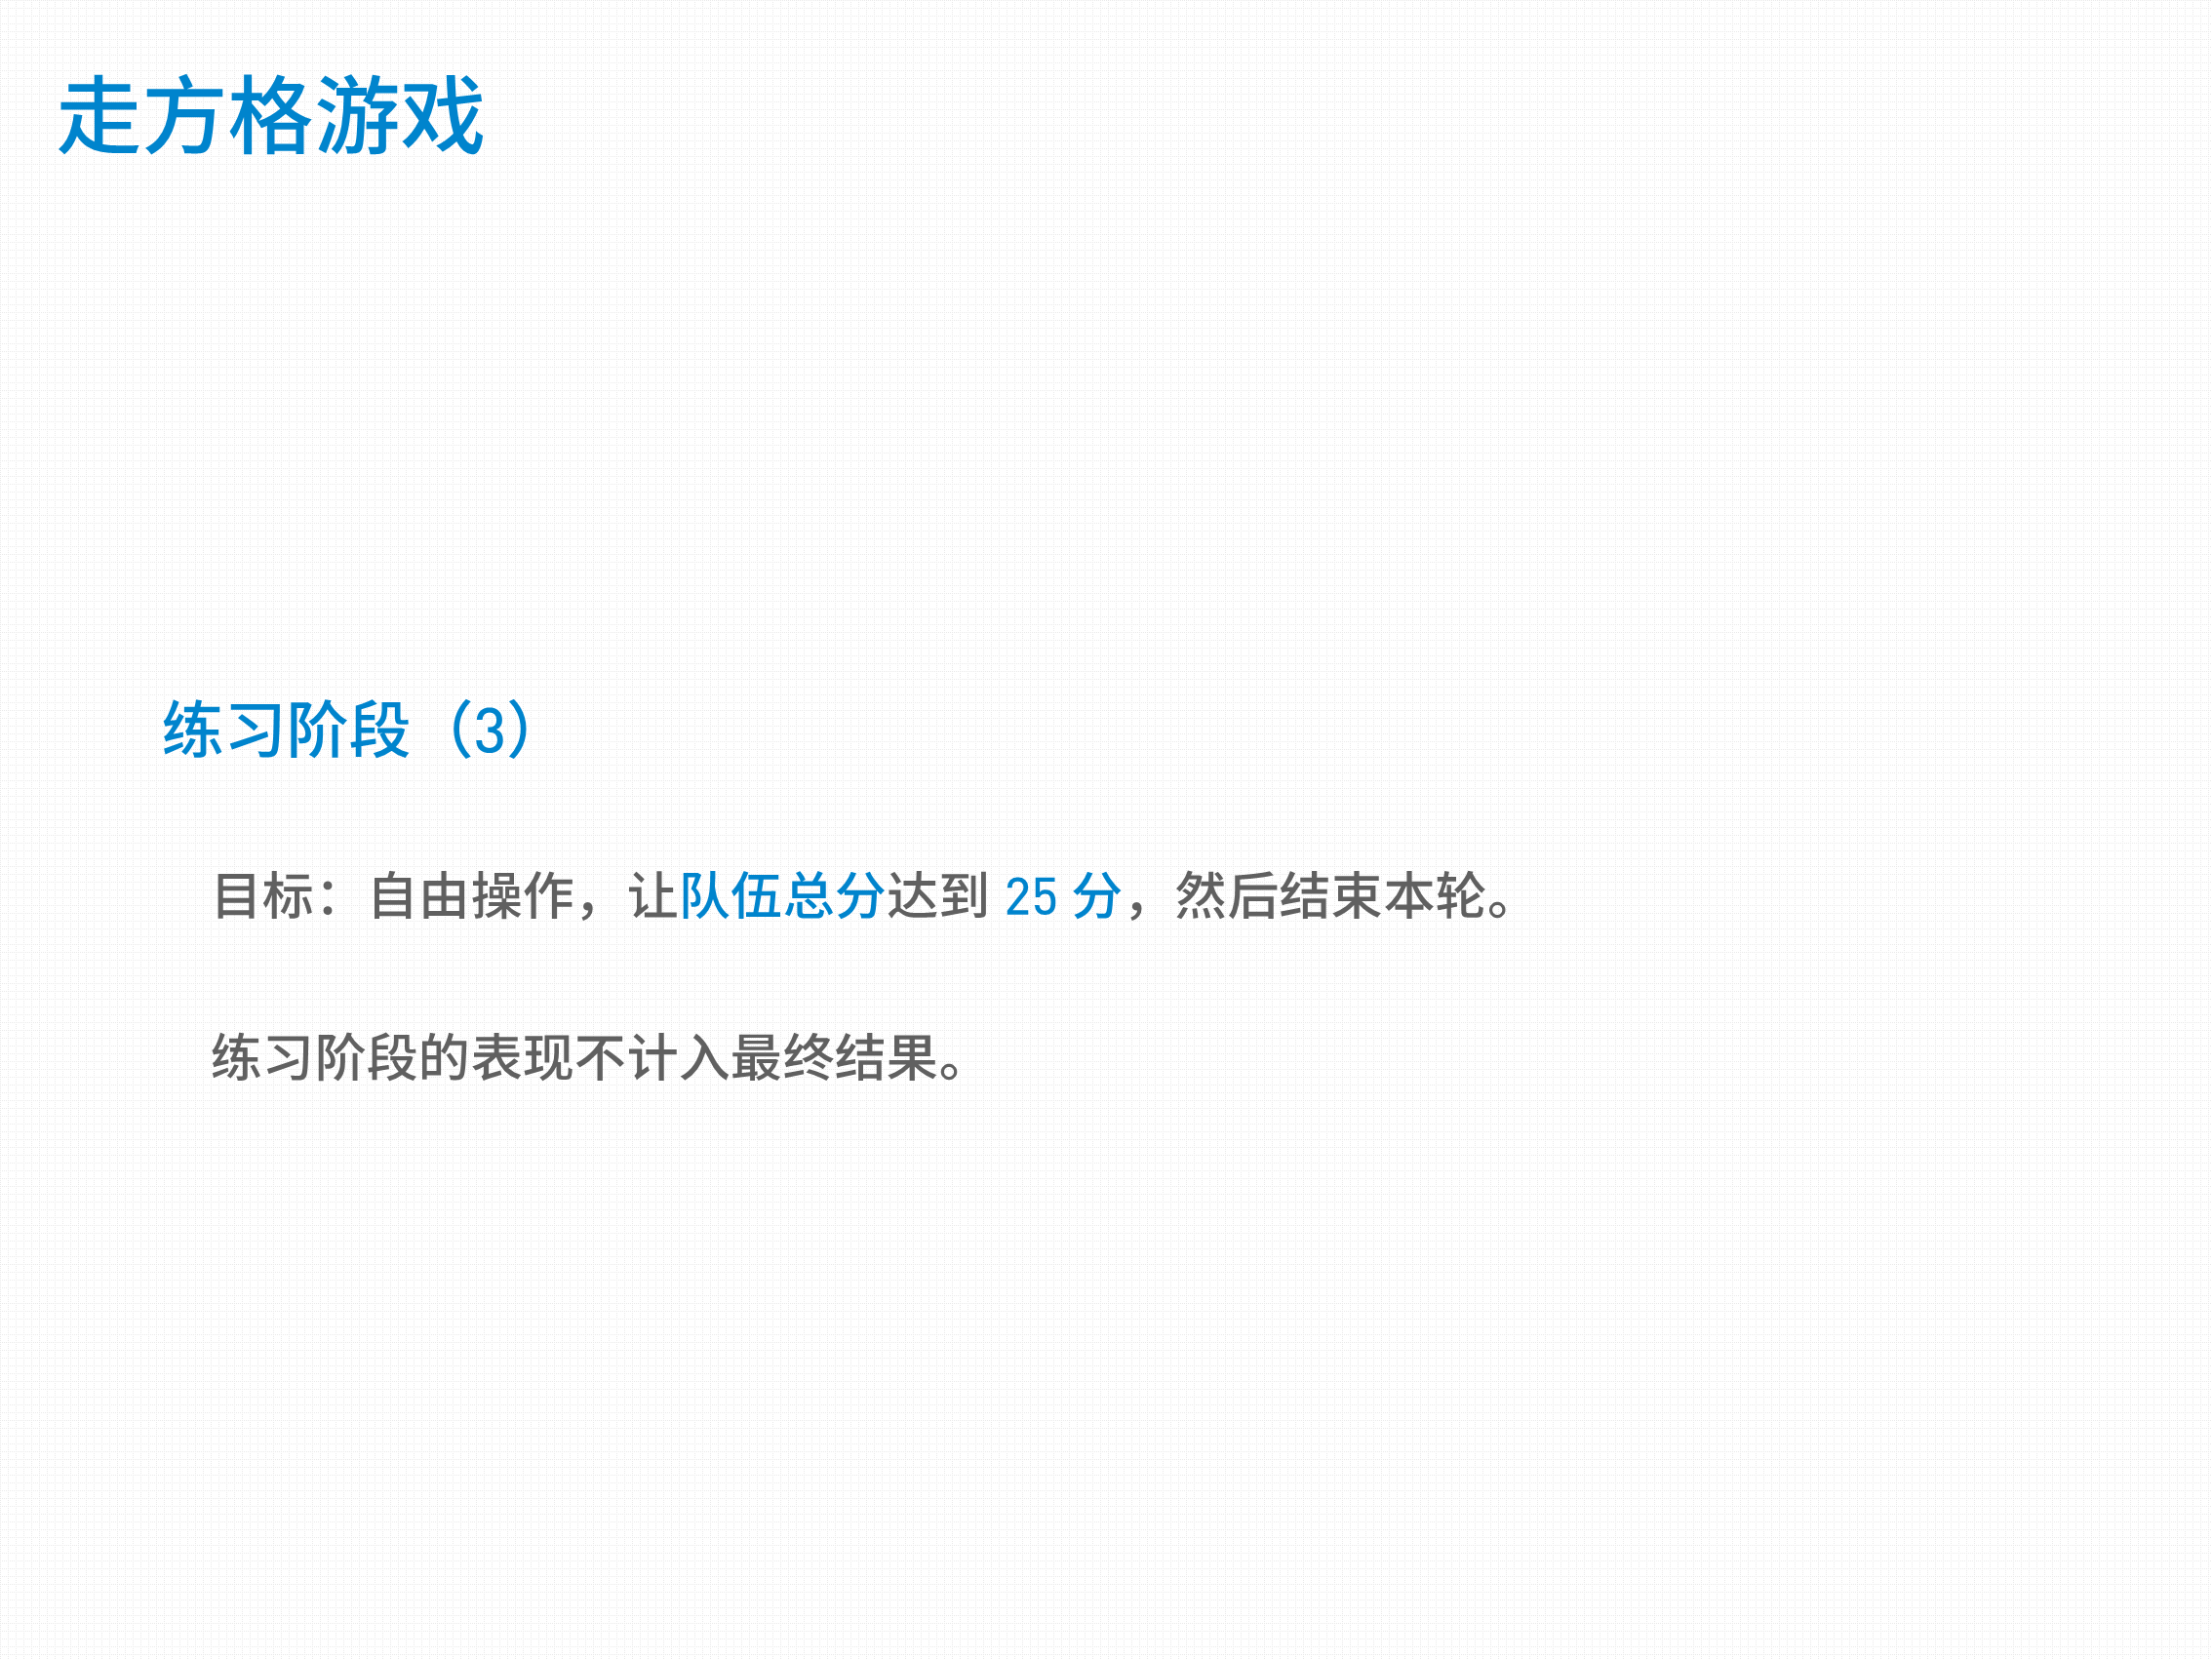 走方格游戏
练习阶段（3）
目标：自由操作，让队伍总分达到 25 分，然后结束本轮。
练习阶段的表现不计入最终结果。